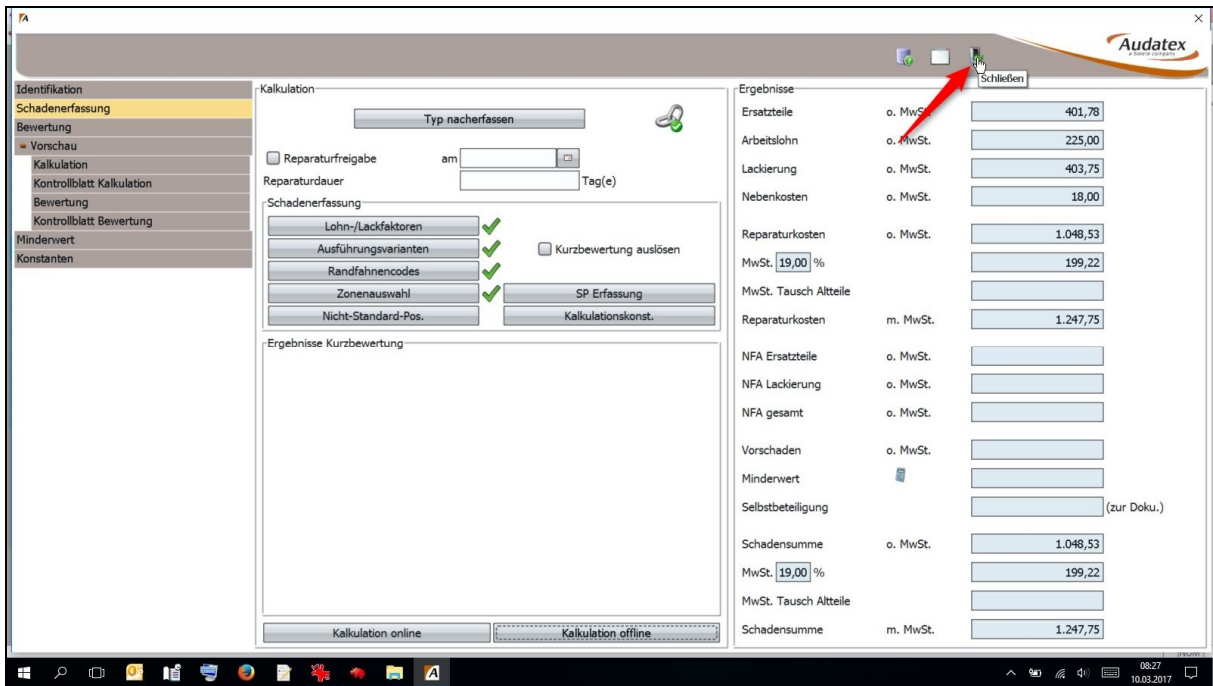 Audatex
a Solera company
Schließen
Identifikation
Schadenerfassung
Bewertung
Vorschau
Kalkulation
Kontrollblatt Kalkulation
Bewertung
Kontrollblatt Bewertung
Minderwert
Konstanten
Kalkulation
Typ nacherfassen
Reparaturfreigabe am
Reparaturdauer Tag(e)
Schadenerfassung
Lohn-/Lackfaktoren
Ausführungsvarianten Kurzbewertung auslösen
Randfahnencodes
Zonenauswahl SP Erfassung
Nicht-Standard-Pos. Kalkulationskonst.
Ergebnisse Kurzbewertung
Kalkulation online Kalkulation offline
Ergebnisse
Ersatzteile o. MwSt. 401,78
Arbeitslohn o. MwSt. 225,00
Lackierung o. MwSt. 403,75
Nebenkosten o. MwSt. 18,00
Reparaturkosten o. MwSt. 1.048,53
MwSt. 19,00 % 199,22
MwSt. Tausch Altteile
Reparaturkosten m. MwSt. 1.247,75
NFA Ersatzteile o. MwSt.
NFA Lackierung o. MwSt.
NFA gesamt o. MwSt.
Vorschaden o. MwSt.
Minderwert
Selbstbeteiligung (zur Doku.)
Schadensumme o. MwSt. 1.048,53
MwSt. 19,00 % 199,22
MwSt. Tausch Altteile
Schadensumme m. MwSt. 1.247,75
NUM
08:27
10.03.2017